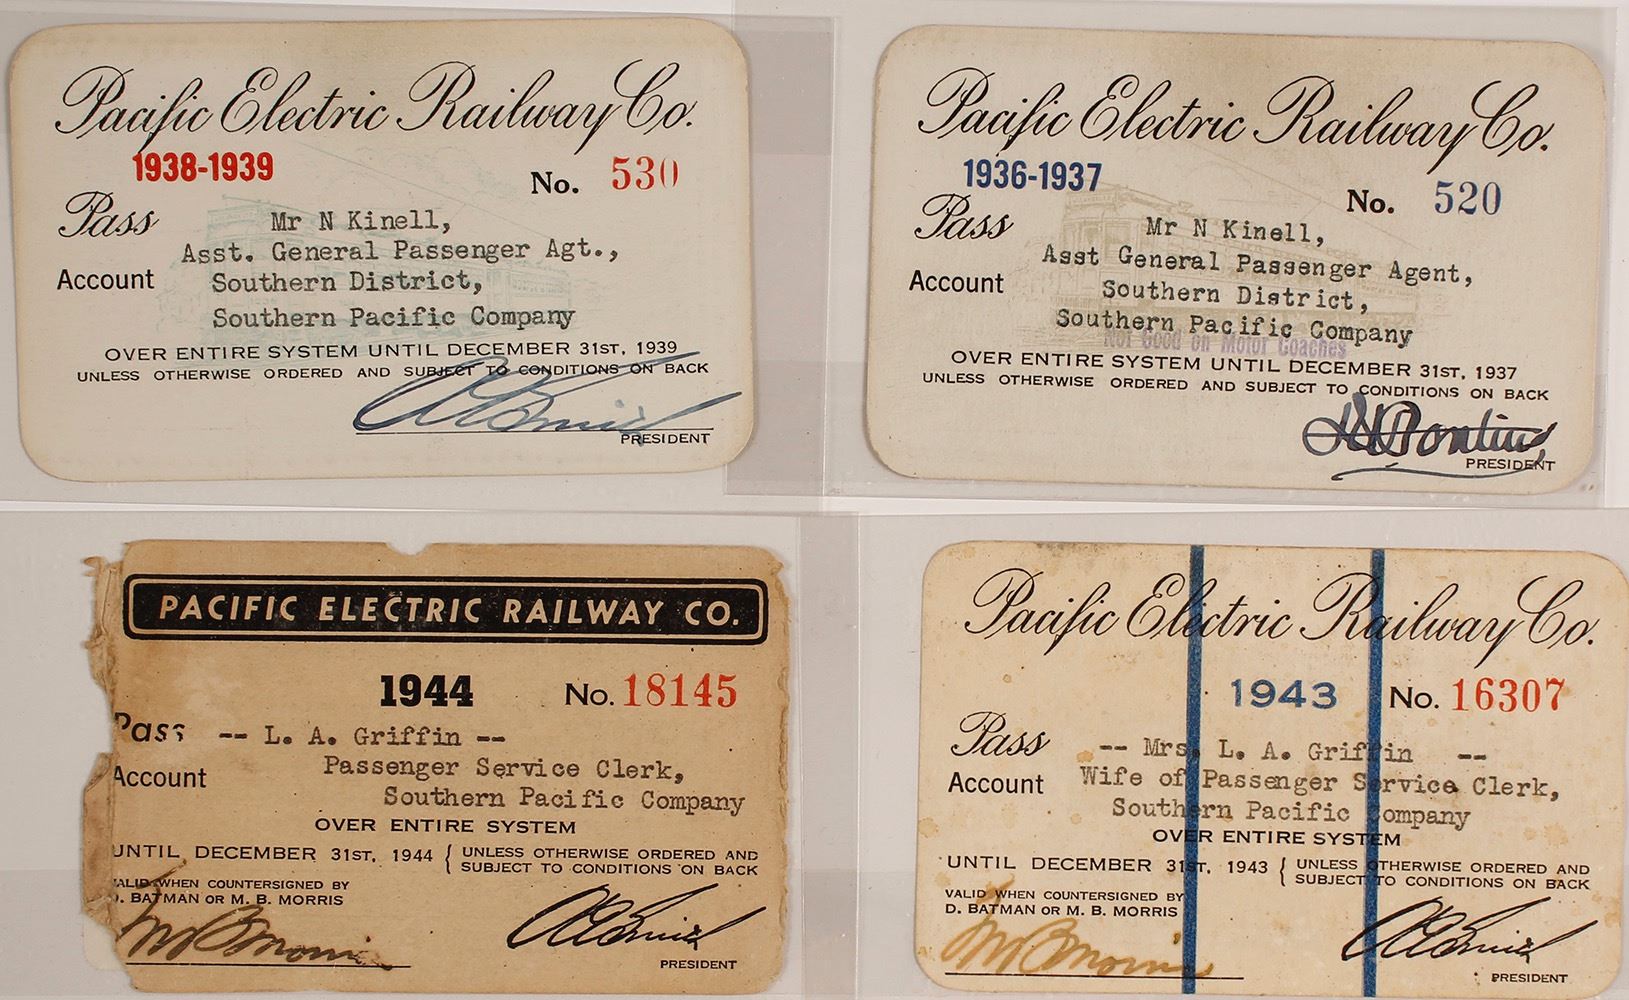 Pacific Electric Railway Co.
1938-1939
No. 530
Pass Mr N Kinell,
Asst. General Passenger Agt.,
Account Southern District,
Southern Pacific Company
OVER ENTIRE SYSTEM UNTIL DECEMBER 31ST, 1939
UNLESS OTHERWISE ORDERED AND SUBJECT TO CONDITIONS ON BACK
PRESIDENT
Pacific Electric Railway Co.
1936-1937
No. 520
Pass Mr N Kinell,
Asst General Passenger Agent,
Account Southern District,
Southern Pacific Company
Not Good on Motor Coaches
OVER ENTIRE SYSTEM UNTIL DECEMBER 31ST, 1937
UNLESS OTHERWISE ORDERED AND SUBJECT TO CONDITIONS ON BACK
PRESIDENT
PACIFIC ELECTRIC RAILWAY CO.
1944 No. 18145
Pass -- L. A. Griffin --
Passenger Service Clerk,
Account
Southern Pacific Company
OVER ENTIRE SYSTEM
UNTIL DECEMBER 31ST, 1944 { UNLESS OTHERWISE ORDERED AND
SUBJECT TO CONDITIONS ON BACK
ALID WHEN COUNTERSIGNED BY
. BATMAN OR M. B. MORRIS
M B Morris
PRESIDENT
Pacific Electric Railway Co.
1943 No. 16307
Pass -- Mrs. L. A. Griffin --
Account Wife of Passenger Service Clerk,
Southern Pacific Company
OVER ENTIRE SYSTEM
UNTIL DECEMBER 31ST, 1943 { UNLESS OTHERWISE ORDERED AND
SUBJECT TO CONDITIONS ON BACK
VALID WHEN COUNTERSIGNED BY
D. BATMAN OR M. B. MORRIS
M B Morris
PRESIDENT